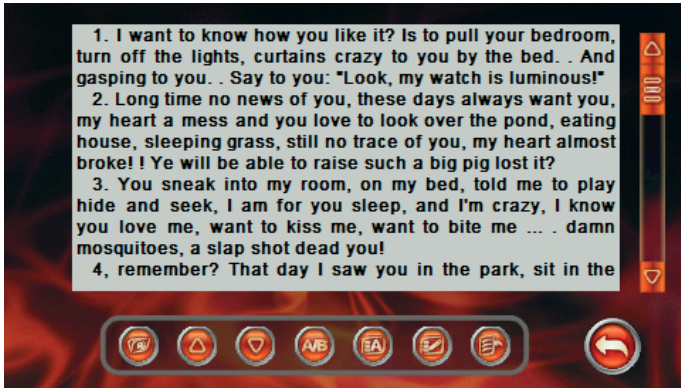 1. I want to know how you like it? Is to pull your bedroom,
turn off the lights, curtains crazy to you by the bed. . And
gasping to you. . Say to you: "Look, my watch is luminous!"
2. Long time no news of you, these days always want you,
my heart a mess and you love to look over the pond, eating
house, sleeping grass, still no trace of you, my heart almost
broke! ! Ye will be able to raise such a big pig lost it?
3. You sneak into my room, on my bed, told me to play
hide and seek, I am for you sleep, and I'm crazy, I know
you love me, want to kiss me, want to bite me ... . damn
mosquitoes, a slap shot dead you!
4, remember? That day I saw you in the park, sit in the
A/B
A